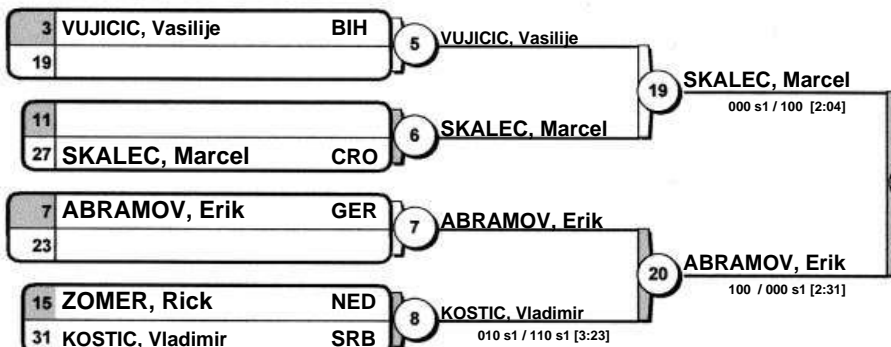 3 VUJICIC, Vasilije BIH
19
5 VUJICIC, Vasilije
19 SKALEC, Marcel
000 s1 / 100 [2:04]
11
27 SKALEC, Marcel CRO
6 SKALEC, Marcel
7 ABRAMOV, Erik GER
23
7 ABRAMOV, Erik
20 ABRAMOV, Erik
100 / 000 s1 [2:31]
15 ZOMER, Rick NED
31 KOSTIC, Vladimir SRB
8 KOSTIC, Vladimir
010 s1 / 110 s1 [3:23]